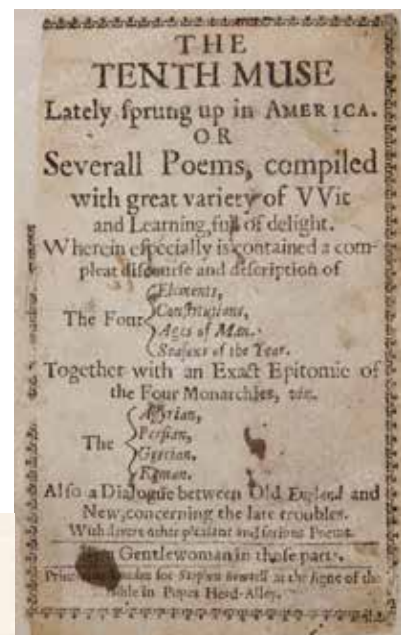 THE
TENTH MUSE
Lately ſprung up in AMERICA.
OR
Severall Poems, compiled
with great variety of VVit
and Learning, full of delight.
Wherein eſpecially is contained a com-
pleat diſcourſe and deſcription of
Elements,
The Four Conſtitutions,
Ages of Man,
Seaſons of the Year.
Together with an Exact Epitomie of
the Four Monarchies, viz.
Aſſyrian,
The Perſian,
Grecian,
Roman.
Alſo a Dialogue between Old England and
New, concerning the late troubles.
With divers other pleaſant and ſerious Poems.
Gentlewoman in thoſe parts.
Printed London for Stephen Bowtell at the ſigne of the
Bible in Popes Head-Alley.